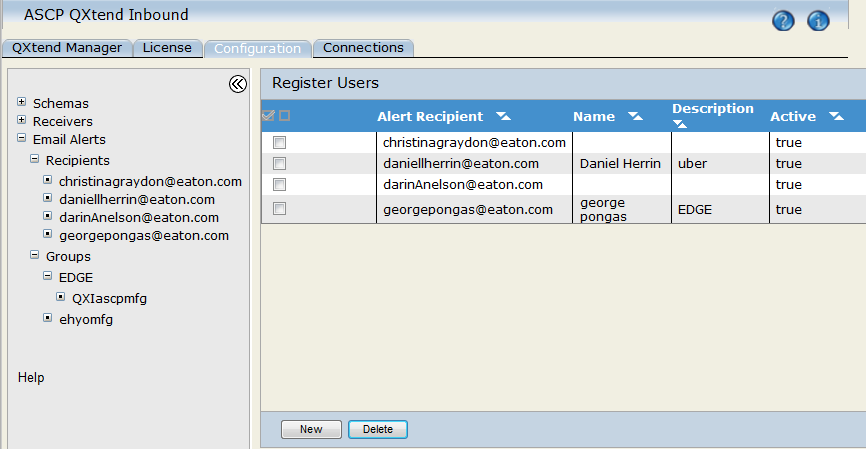 ASCP QXtend Inbound
QXtend Manager License Configuration Connections
Schemas
Receivers
Email Alerts
Recipients
christinagraydon@eaton.com
daniellherrin@eaton.com
darinAnelson@eaton.com
georgepongas@eaton.com
Groups
EDGE
QXIascpmfg
ehyomfg
Help
Register Users
Alert Recipient Name Description Active
christinagraydon@eaton.com true
daniellherrin@eaton.com Daniel Herrin uber true
darinAnelson@eaton.com true
georgepongas@eaton.com george pongas EDGE true
New Delete